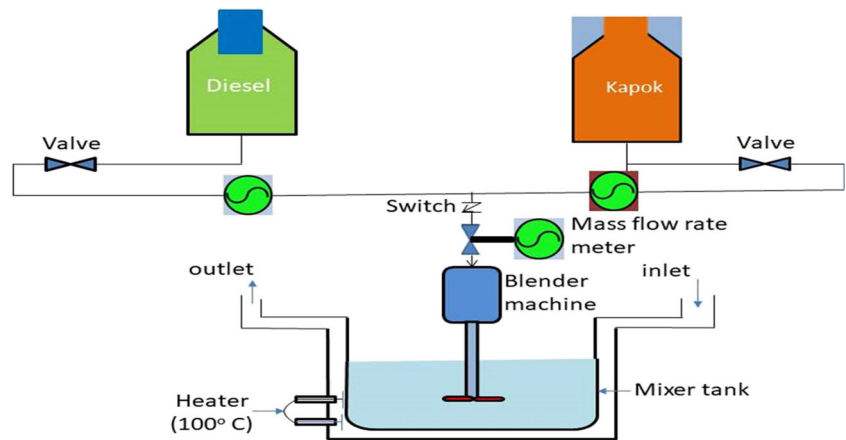 Diesel
Kapok
Valve
Valve
Switch
Mass flow rate
meter
outlet
inlet
Blender
machine
Heater
(100° C)
Mixer tank